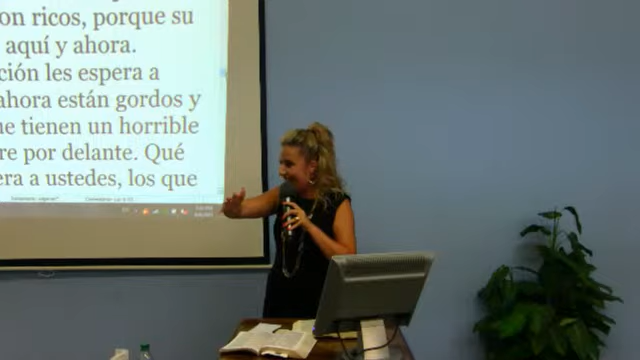 on ricos, porque su
aquí y ahora.
ción les espera a
ahora están gordos y
ue tienen un horrible
re por delante. Qué
era a ustedes, los que